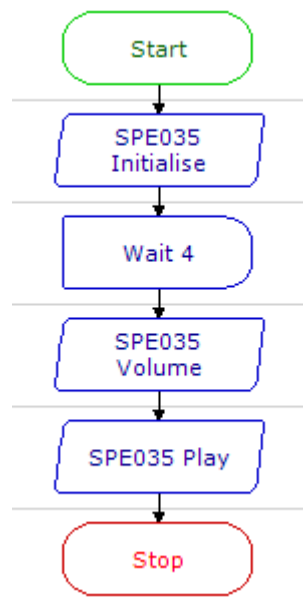 Start
SPE035
Initialise
Wait 4
SPE035
Volume
SPE035 Play
Stop